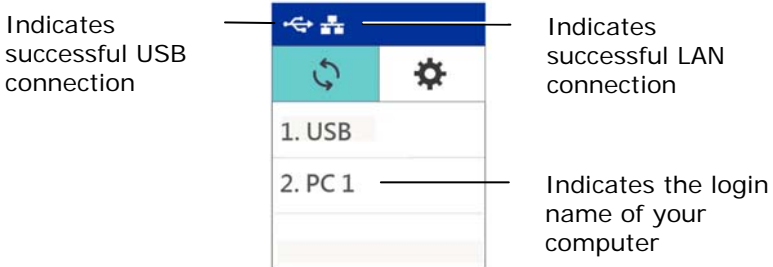 Indicates
successful USB
connection
Indicates
successful LAN
connection
1. USB
2. PC 1
Indicates the login
name of your
computer